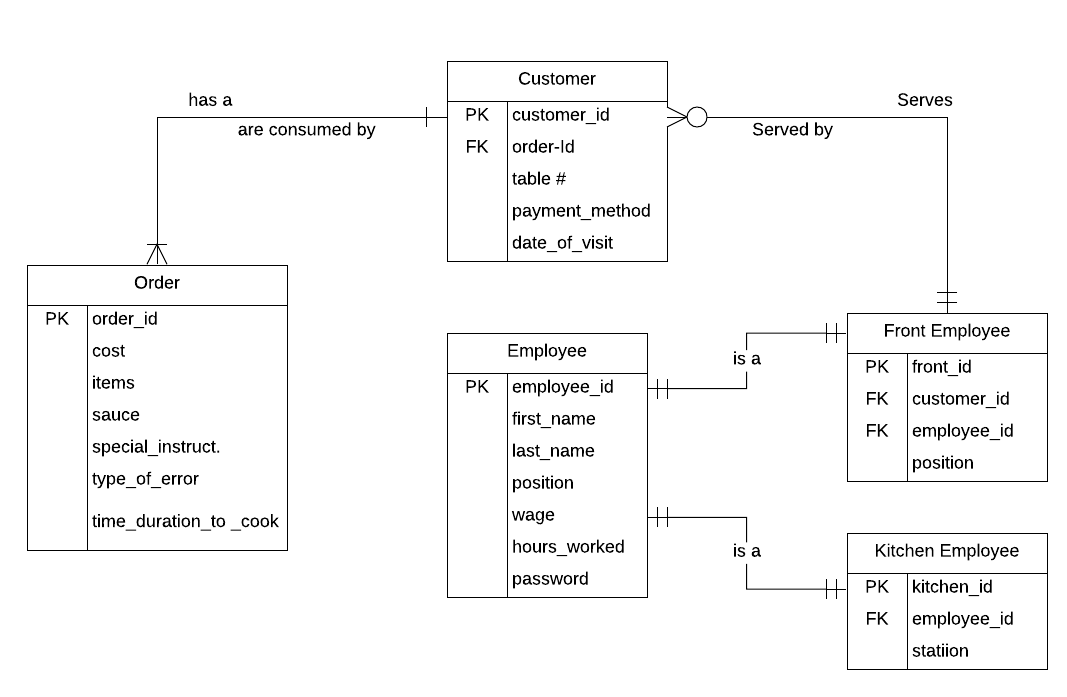 Customer
PK customer_id
FK order-Id
table #
payment_method
date_of_visit
has a
are consumed by
Serves
Served by
Order
PK order_id
cost
items
sauce
special_instruct.
type_of_error
time_duration_to _cook
Employee
PK employee_id
first_name
last_name
position
wage
hours_worked
password
is a
is a
Front Employee
PK front_id
FK customer_id
FK employee_id
position
Kitchen Employee
PK kitchen_id
FK employee_id
statiion